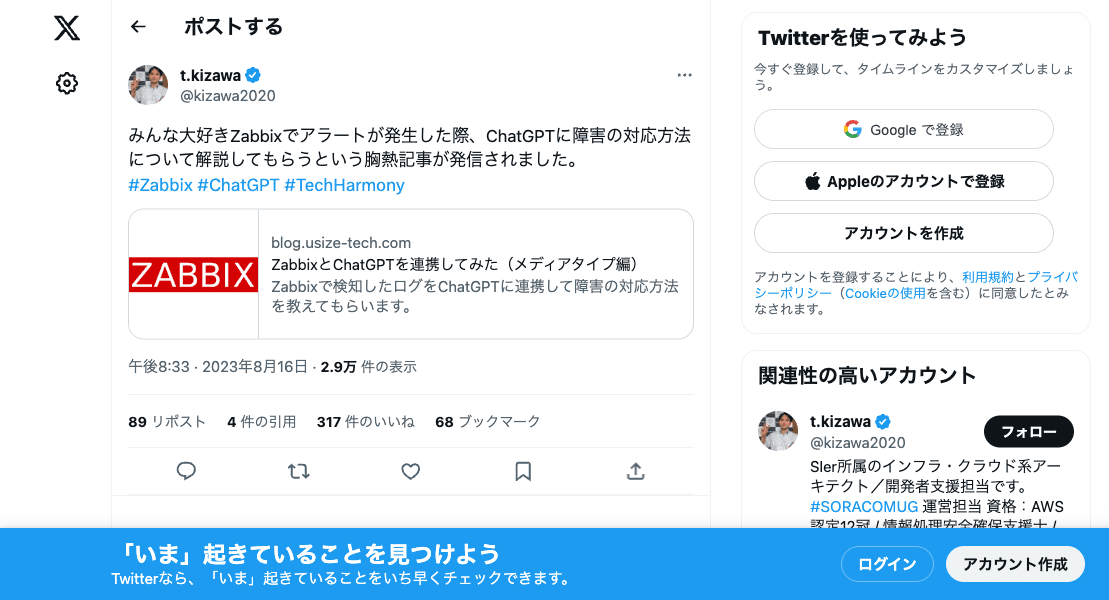 ポストする
t.kizawa
@kizawa2020
みんな大好きZabbixでアラートが発生した際、ChatGPTに障害の対応方法
について解説してもらうという胸熱記事が発信されました。
#Zabbix #ChatGPT #TechHarmony
ZABBIX
blog.usize-tech.com
ZabbixとChatGPTを連携してみた（メディアタイプ編）
Zabbixで検知したログをChatGPTに連携して障害の対応方法
を教えてもらいます。
午後8:33 · 2023年8月16日 · 2.9万 件の表示
89 リポスト 4 件の引用 317 件のいいね 68 ブックマーク
Twitterを使ってみよう
今すぐ登録して、タイムラインをカスタマイズしましょ
う。
Google で登録
Appleのアカウントで登録
アカウントを作成
アカウントを登録することにより、利用規約とプライバ
シーポリシー（Cookieの使用を含む）に同意したとみ
なされます。
関連性の高いアカウント
t.kizawa
@kizawa2020
フォロー
SIer所属のインフラ・クラウド系アー
キテクト／開発者支援担当です。
#SORACOMUG 運営担当 資格：AWS
認定12冠 / 情報処理安全確保支援士 /
「いま」起きていることを見つけよう
Twitterなら、「いま」起きていることをいち早くチェックできます。
ログイン
アカウント作成